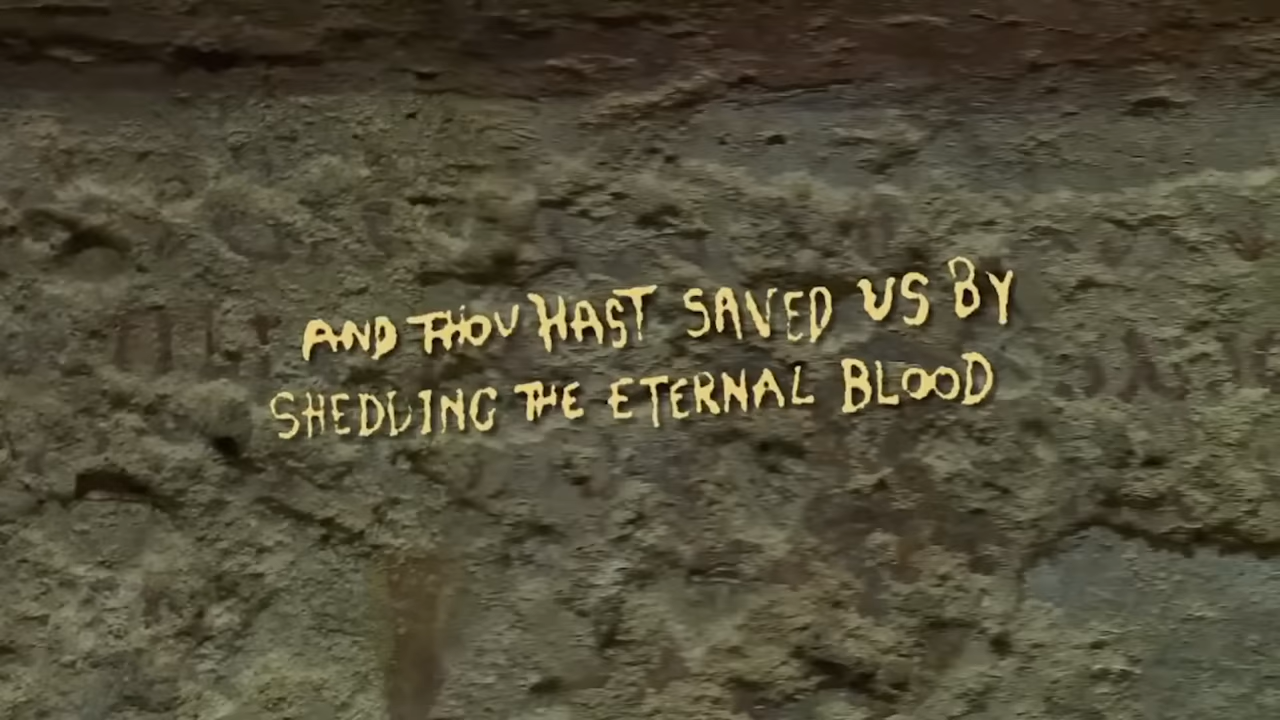 AND THOU HAST SAVED US BY
SHEDDING THE ETERNAL BLOOD